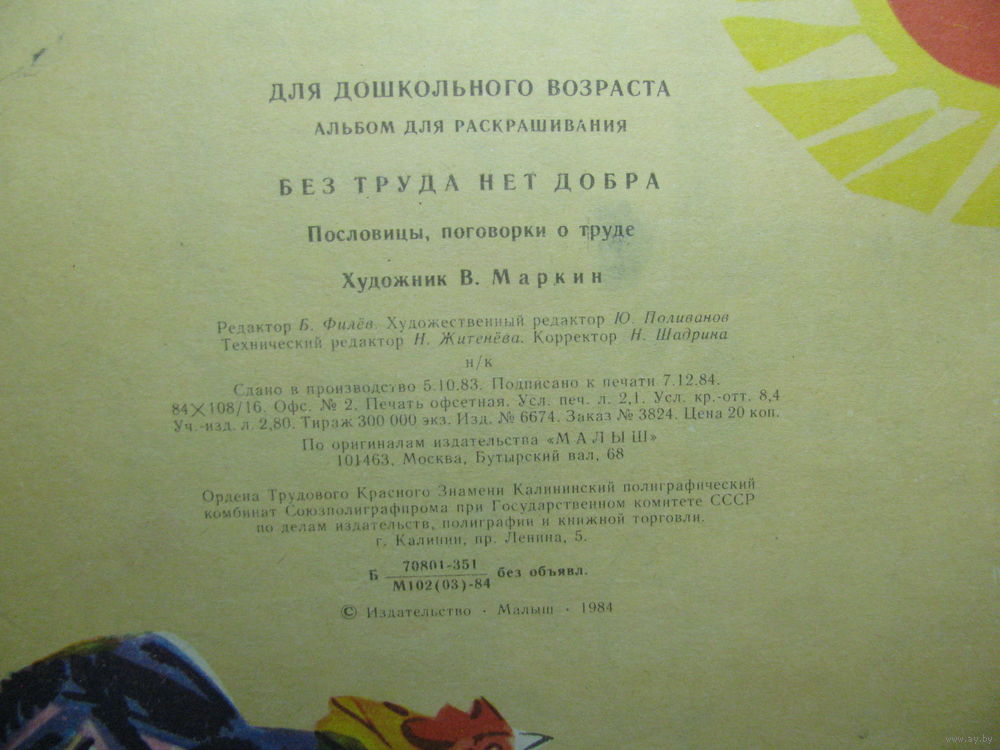 ДЛЯ ДОШКОЛЬНОГО ВОЗРАСТА
АЛЬБОМ ДЛЯ РАСКРАШИВАНИЯ
БЕЗ ТРУДА НЕТ ДОБРА
Пословицы, поговорки о труде
Художник В. Маркин
Редактор Б. Филёв. Художественный редактор Ю. Поливанов
Технический редактор Н. Житенёва. Корректор Н. Шадрина
н/к
Сдано в производство 5.10.83. Подписано к печати 7.12.84.
84×108/16. Офс. № 2. Печать офсетная. Усл. печ. л. 2,1. Усл. кр.-отт. 8,4
Уч.-изд. л. 2,80. Тираж 300 000 экз. Изд. № 6674. Заказ № 3824. Цена 20 коп.
По оригиналам издательства «МАЛЫШ»
101463, Москва, Бутырский вал, 68
Ордена Трудового Красного Знамени Калининский полиграфический
комбинат Союзполиграфпрома при Государственном комитете СССР
по делам издательств, полиграфии и книжной торговли.
г. Калинин, пр. Ленина, 5.
Б 70801-351 без объявл.
М102(03)-84
© Издательство · Малыш · 1984
www.ay.by